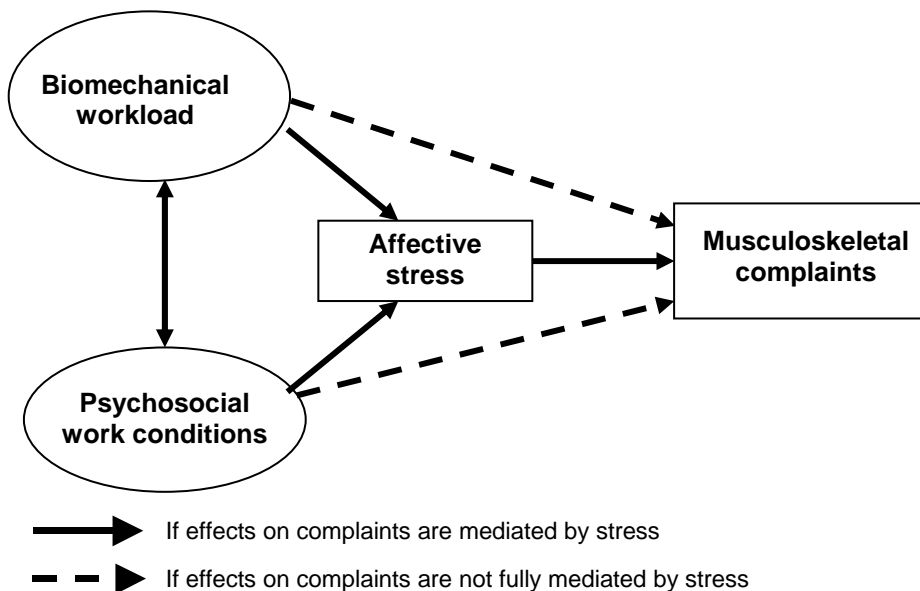 Biomechanical
workload
Affective
stress
Musculoskeletal
complaints
Psychosocial
work conditions
If effects on complaints are mediated by stress
If effects on complaints are not fully mediated by stress